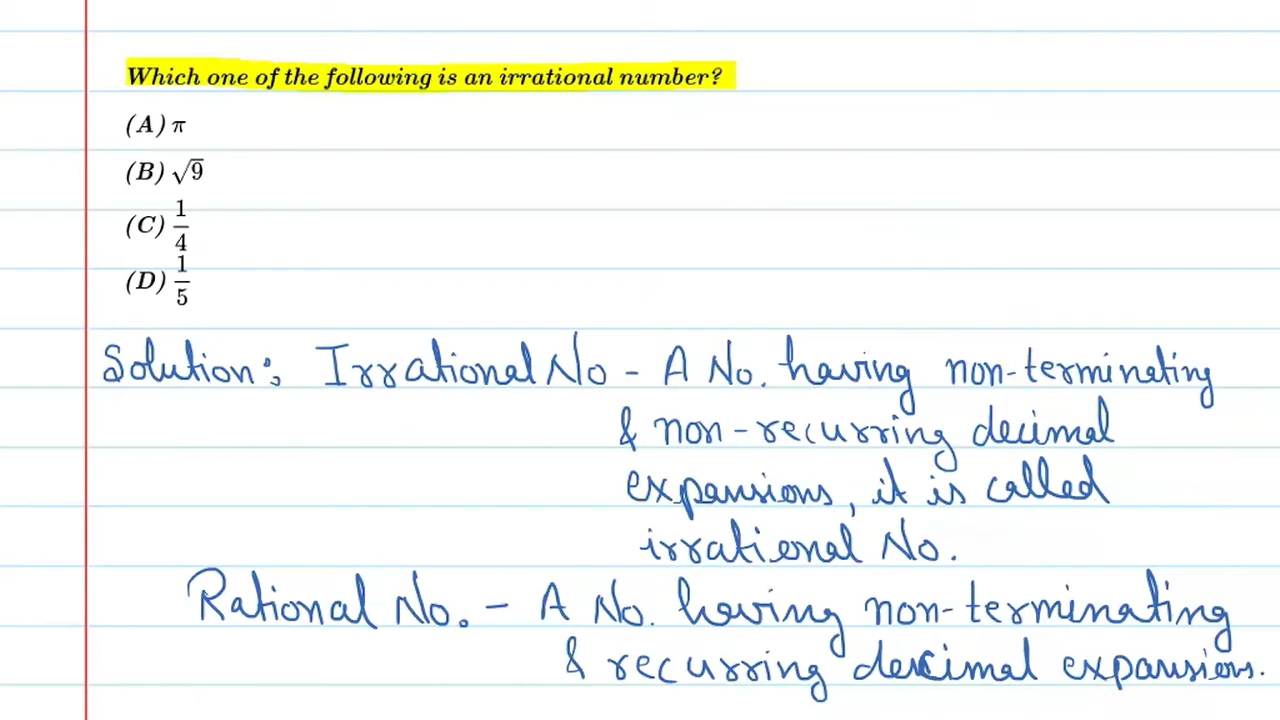 Which one of the following is an irrational number?
(A) π
(B) √9
(C) 1/4
(D) 1/5
Solution: Irrational No - A No. having non-terminating
& non-recurring decimal
expansions, it is called
irrational No.
Rational No. - A No. having non-terminating
& recurring decimal expansions.